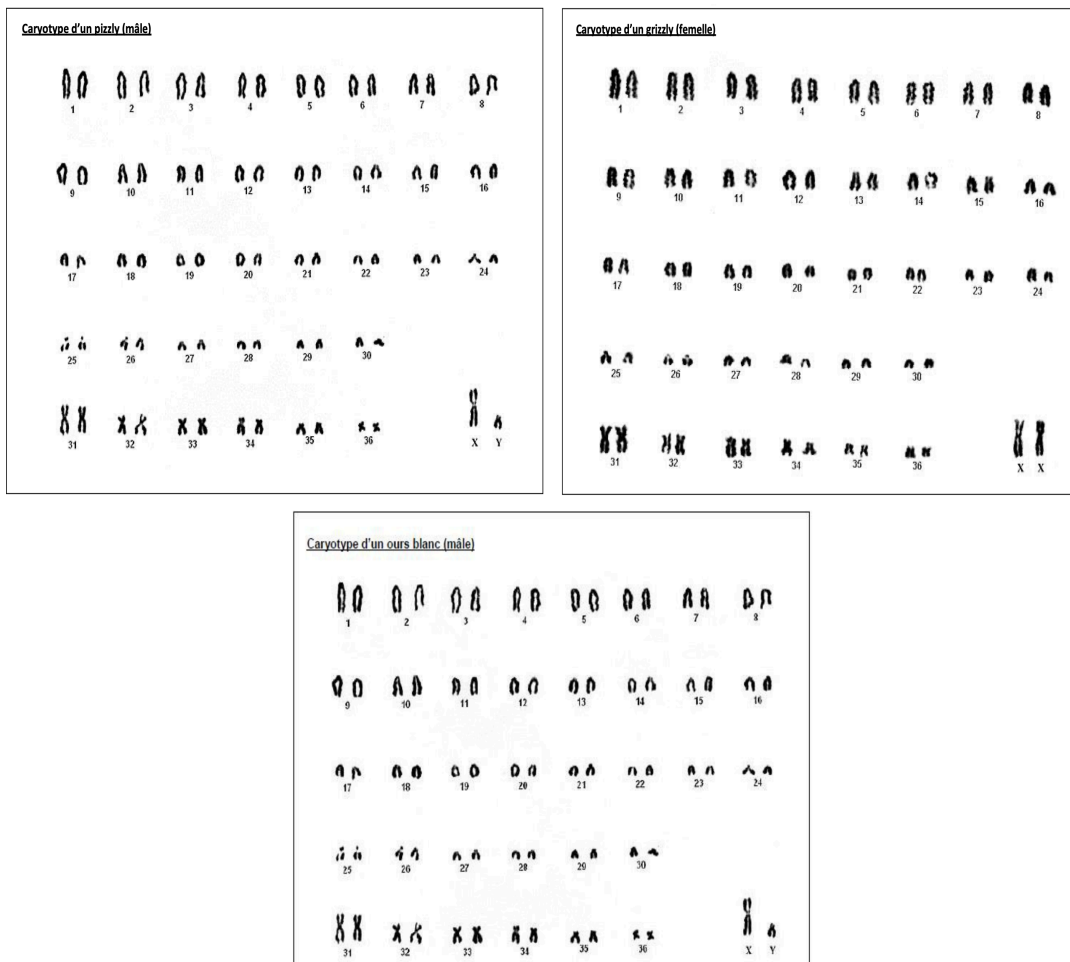 Caryotype d'un pizzly (mâle)
1 2 3 4 5 6 7 8
9 10 11 12 13 14 15 16
17 18 19 20 21 22 23 24
25 26 27 28 29 30
31 32 33 34 35 36 X Y
Caryotype d'un grizzly (femelle)
1 2 3 4 5 6 7 8
9 10 11 12 13 14 15 16
17 18 19 20 21 22 23 24
25 26 27 28 29 30
31 32 33 34 35 36 X X
Caryotype d'un ours blanc (mâle)
1 2 3 4 5 6 7 8
9 10 11 12 13 14 15 16
17 18 19 20 21 22 23 24
25 26 27 28 29 30
31 32 33 34 35 36 X Y